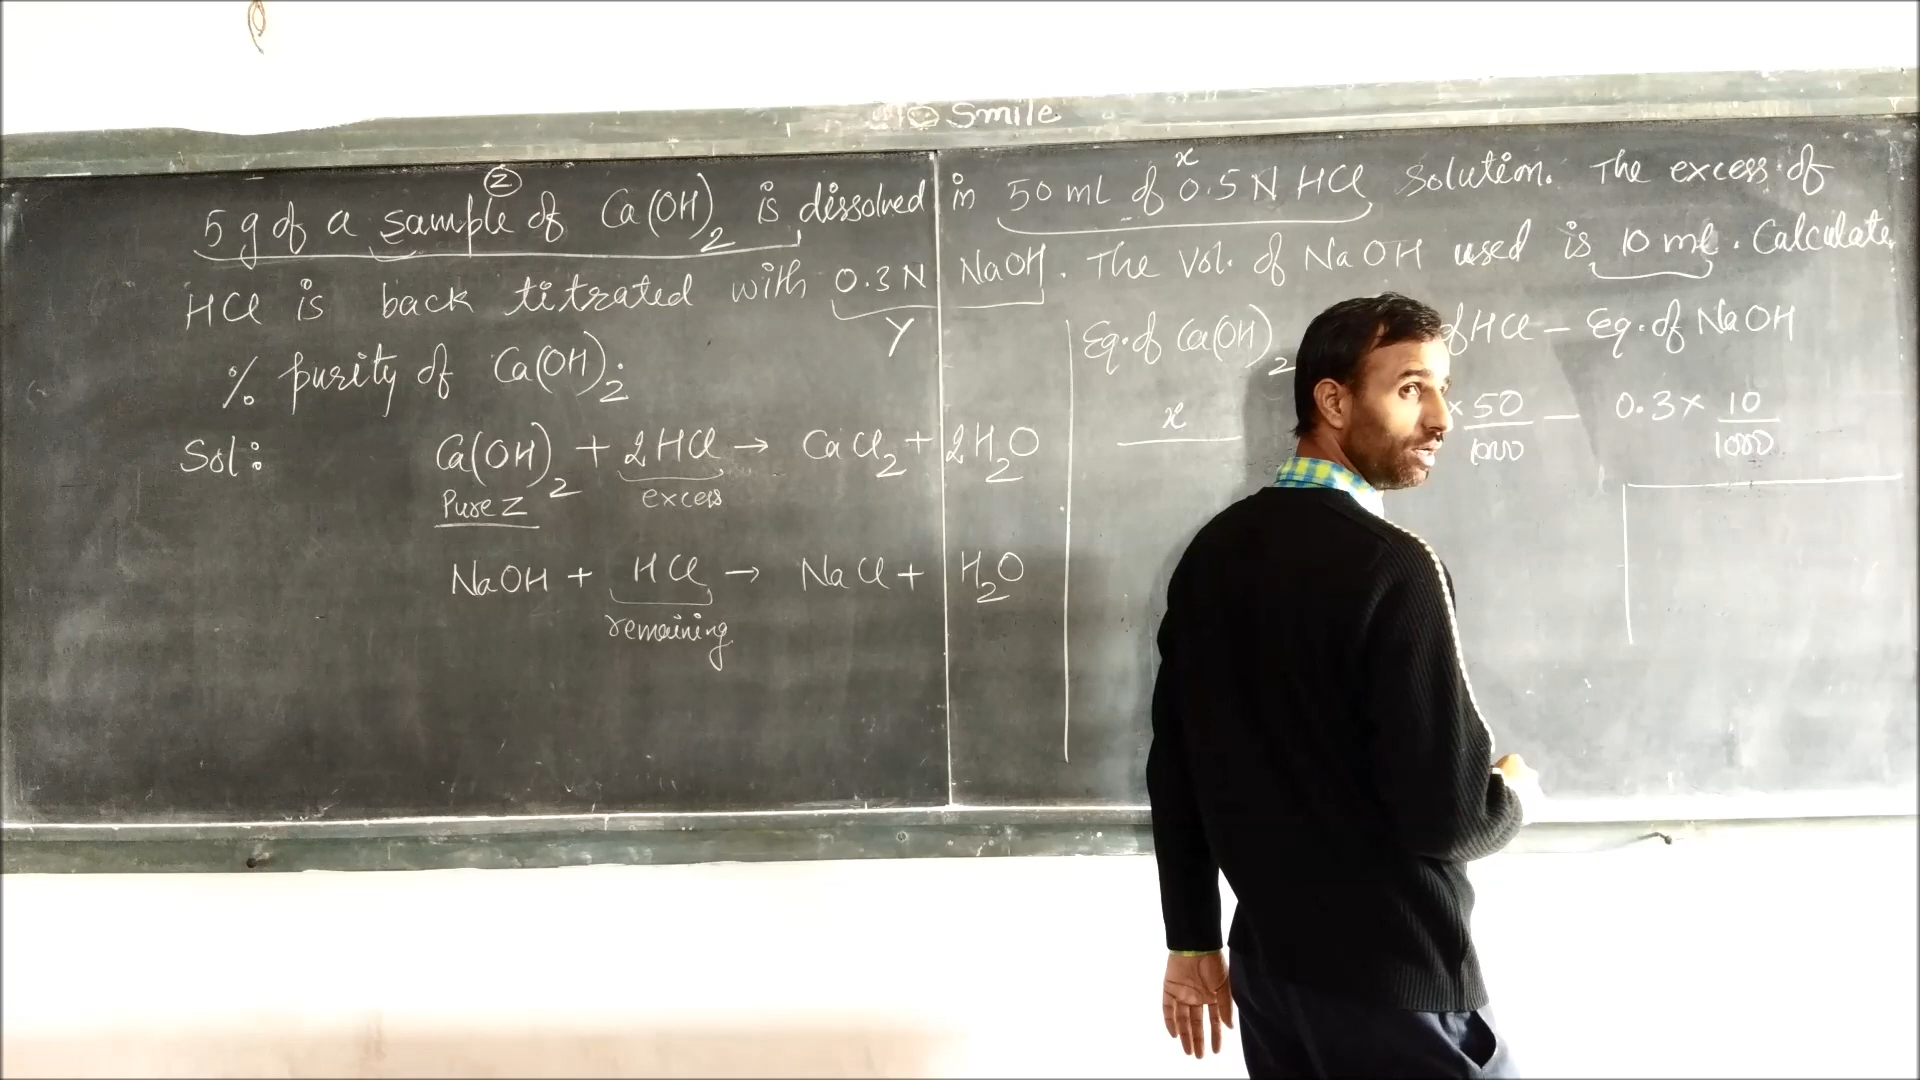 Smile
z
x
5 g of a sample of Ca(OH)2 is dissolved in 50 ml of 0.5 N HCl solution. The excess of
HCl is back titrated with 0.3 N NaOH. The Vol. of NaOH used is 10 ml. Calculate
y
% purity of Ca(OH)2.
Sol: Ca(OH)2 + 2HCl → CaCl2 + 2H2O
Pure z excess
NaOH + HCl → NaCl + H2O
remaining
Eq. of Ca(OH)2 of HCl – Eq. of NaOH
x × 50/1000 – 0.3 × 10/1000